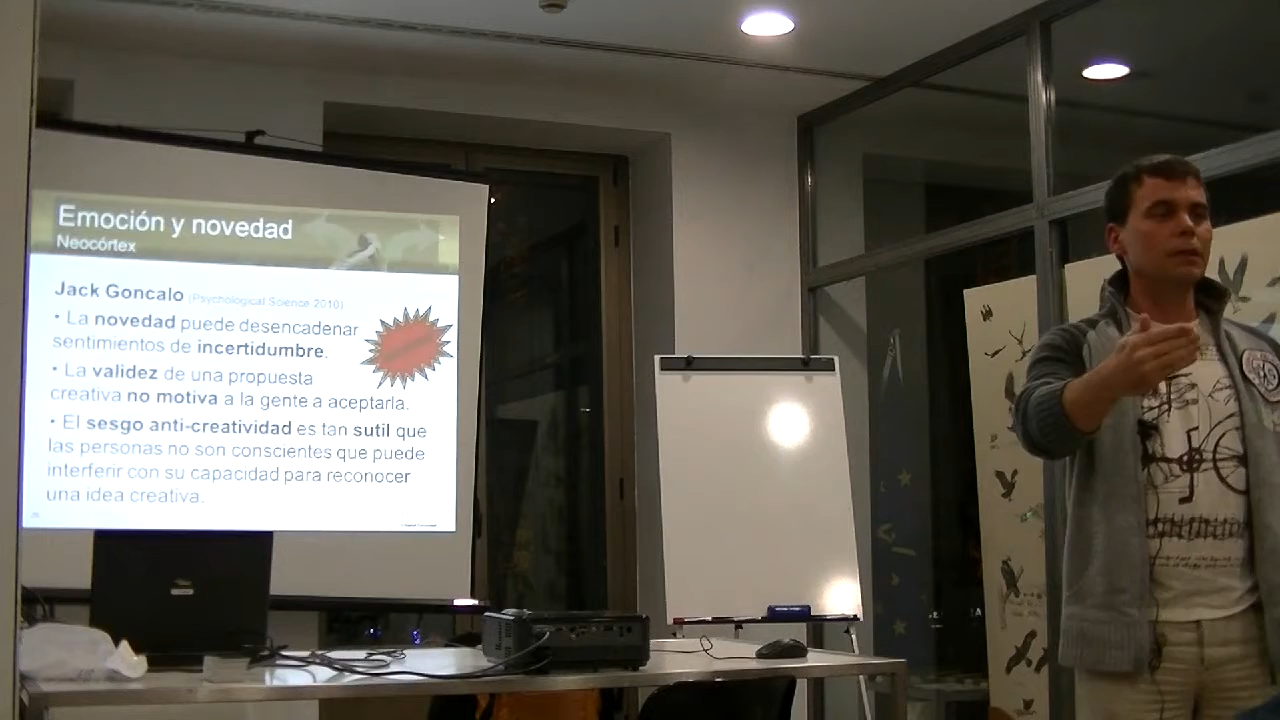 Emoción y novedad
Neocórtex
Jack Goncalo (Psychological Science 2010)
• La novedad puede desencadenar
sentimientos de incertidumbre.
• La validez de una propuesta
creativa no motiva a la gente a aceptarla.
• El sesgo anti-creatividad es tan sutil que
las personas no son conscientes que puede
interferir con su capacidad para reconocer
una idea creativa.